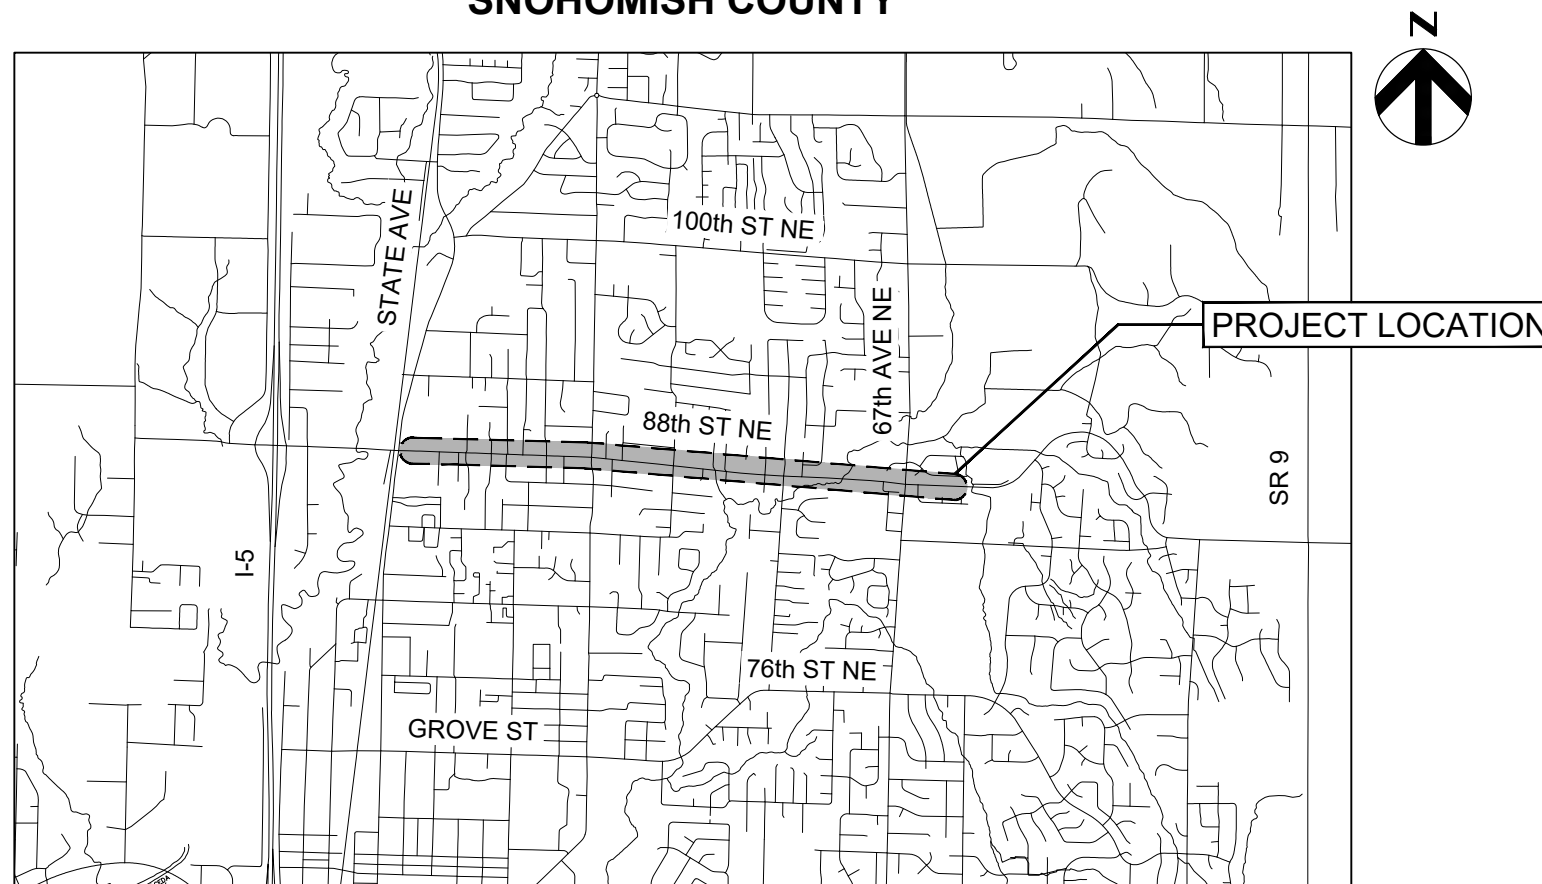 SNOHOMISH COUNTY
N
100th ST NE
STATE AVE
67th AVE NE
PROJECT LOCATION
88th ST NE
SR 9
I-5
76th ST NE
GROVE ST